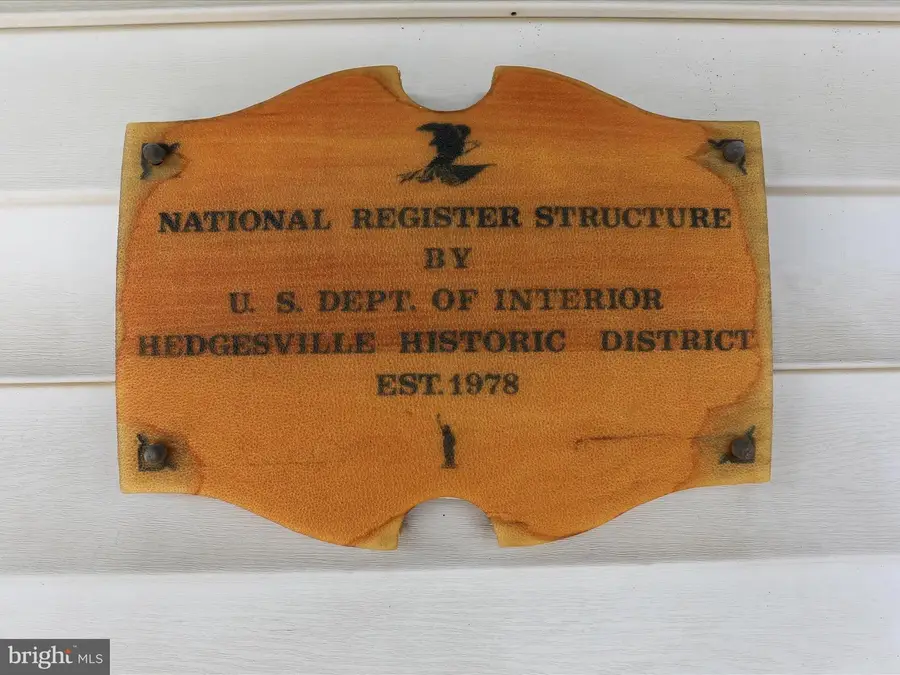 NATIONAL REGISTER STRUCTURE
BY
U. S. DEPT. OF INTERIOR
HEDGESVILLE HISTORIC DISTRICT
EST. 1978
bright MLS